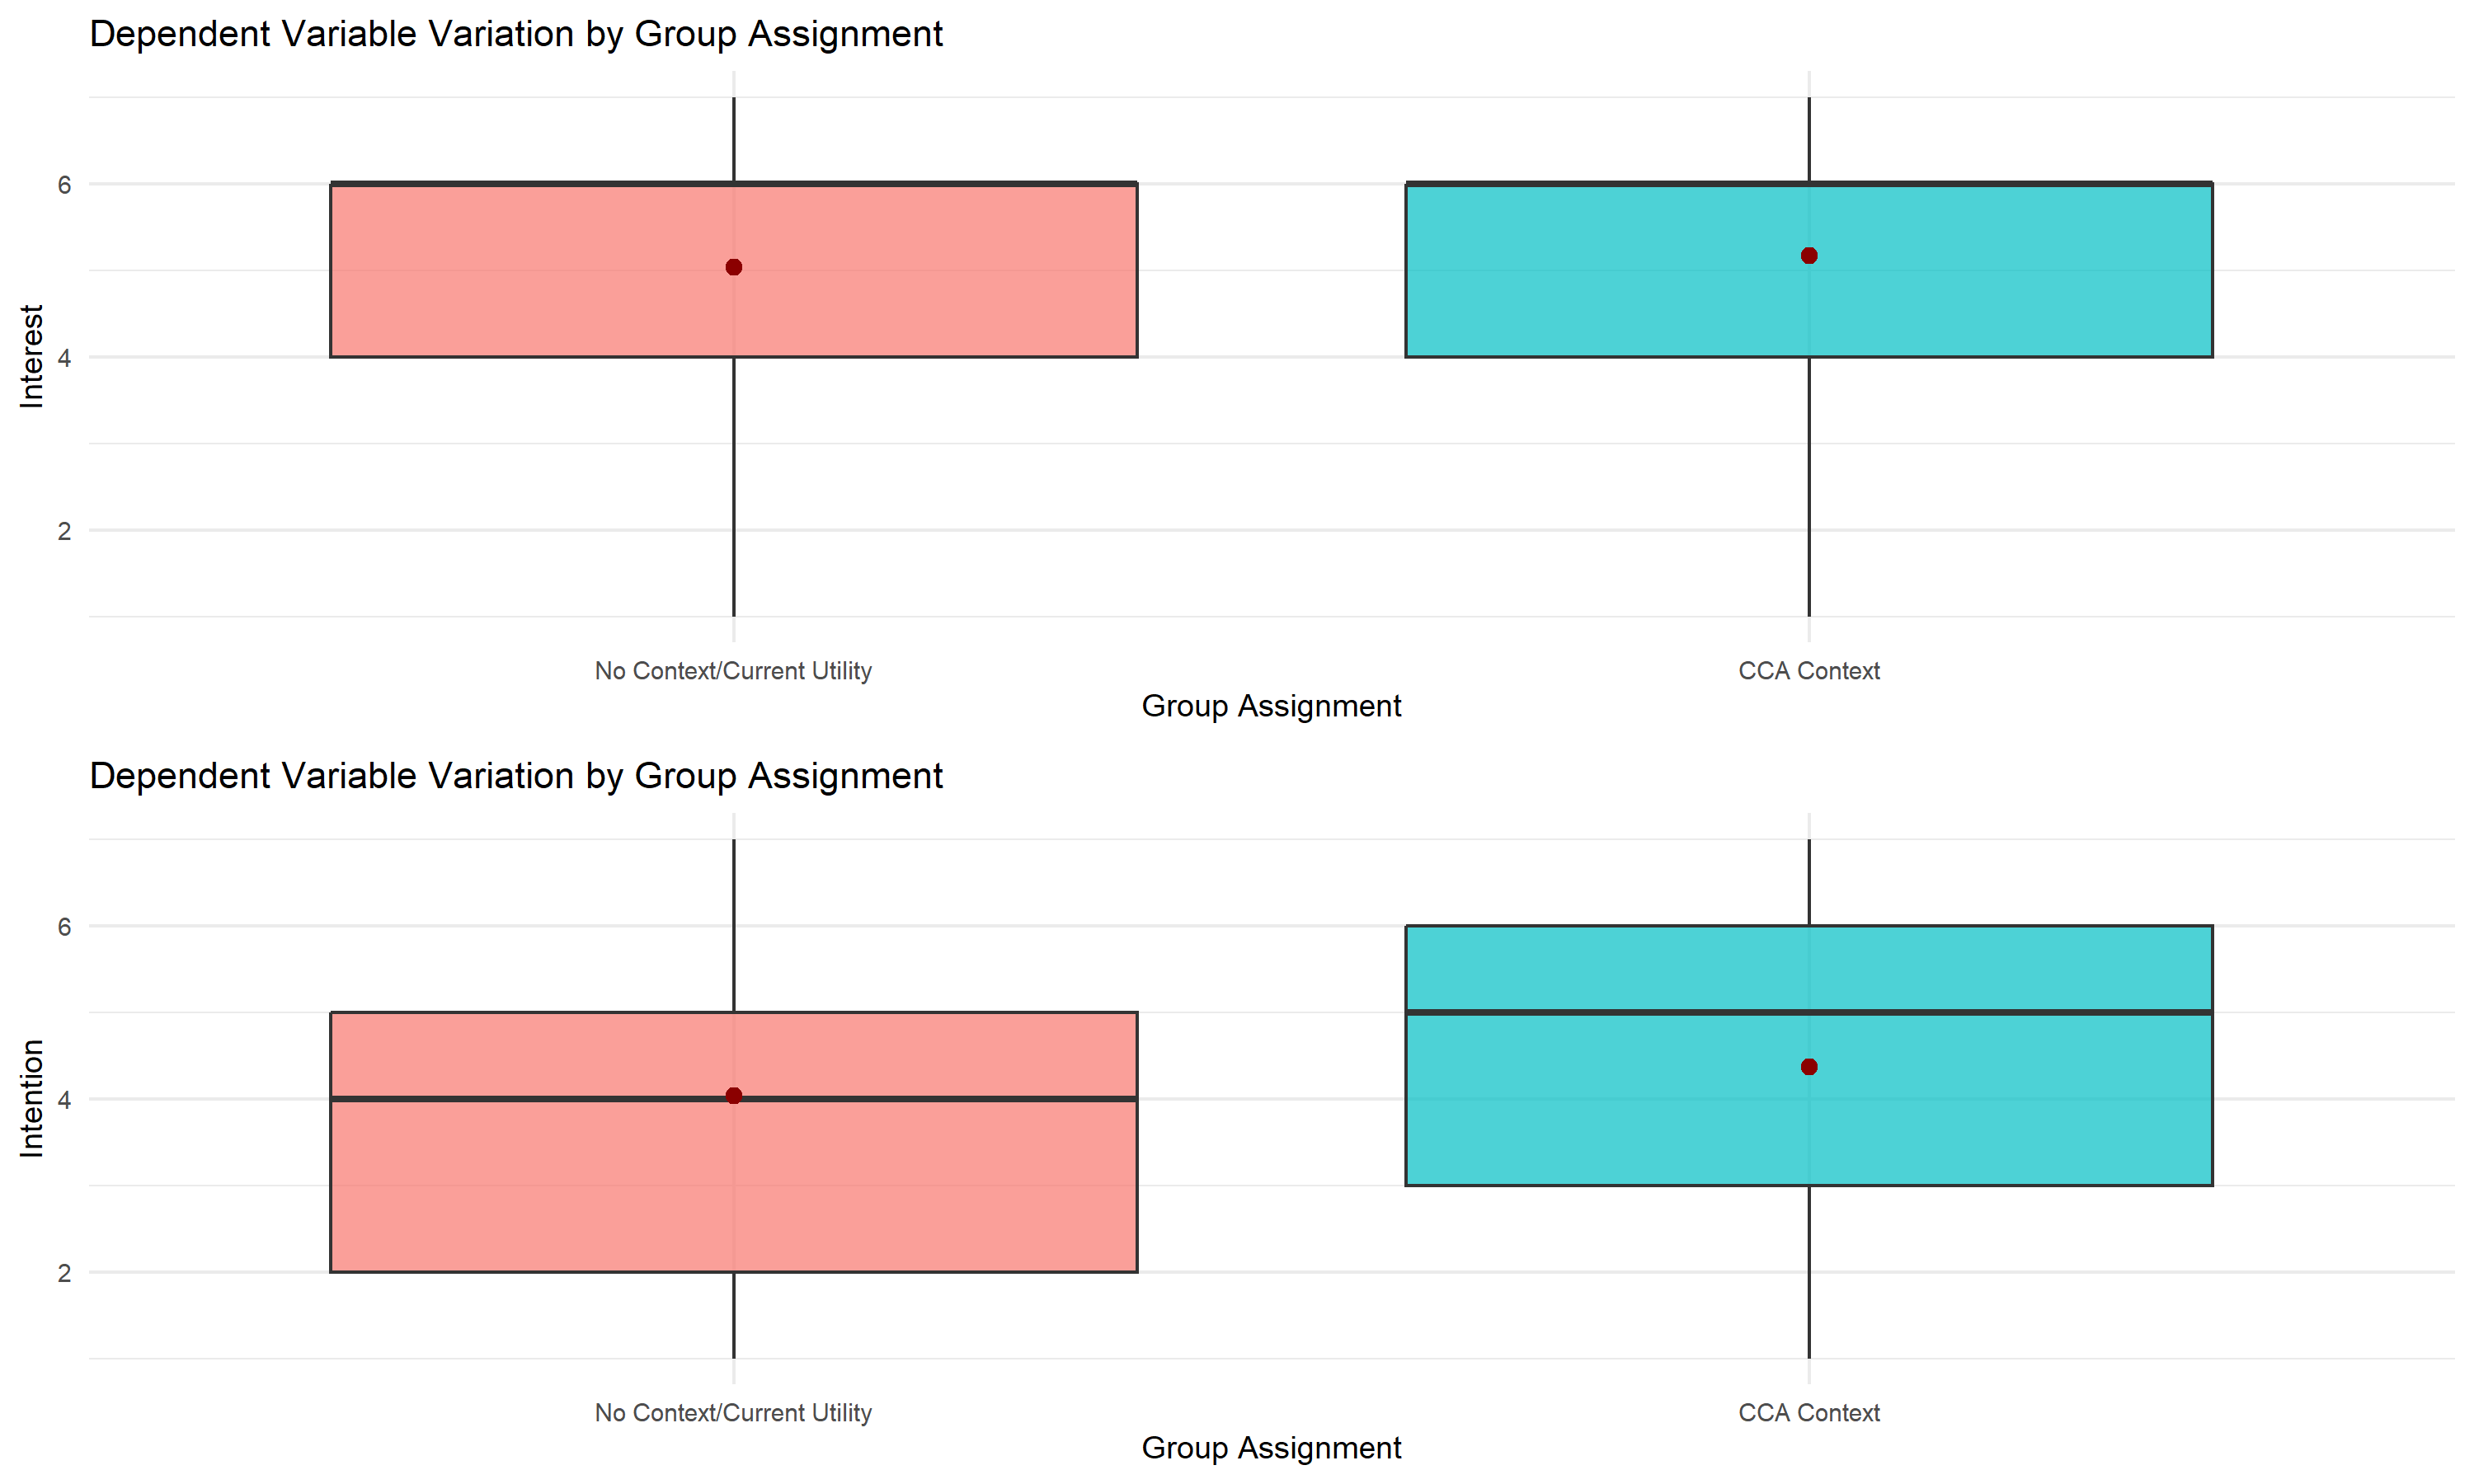 Dependent Variable Variation by Group Assignment
Interest
6
4
2
No Context/Current Utility
CCA Context
Group Assignment
Dependent Variable Variation by Group Assignment
Intention
6
4
2
No Context/Current Utility
CCA Context
Group Assignment